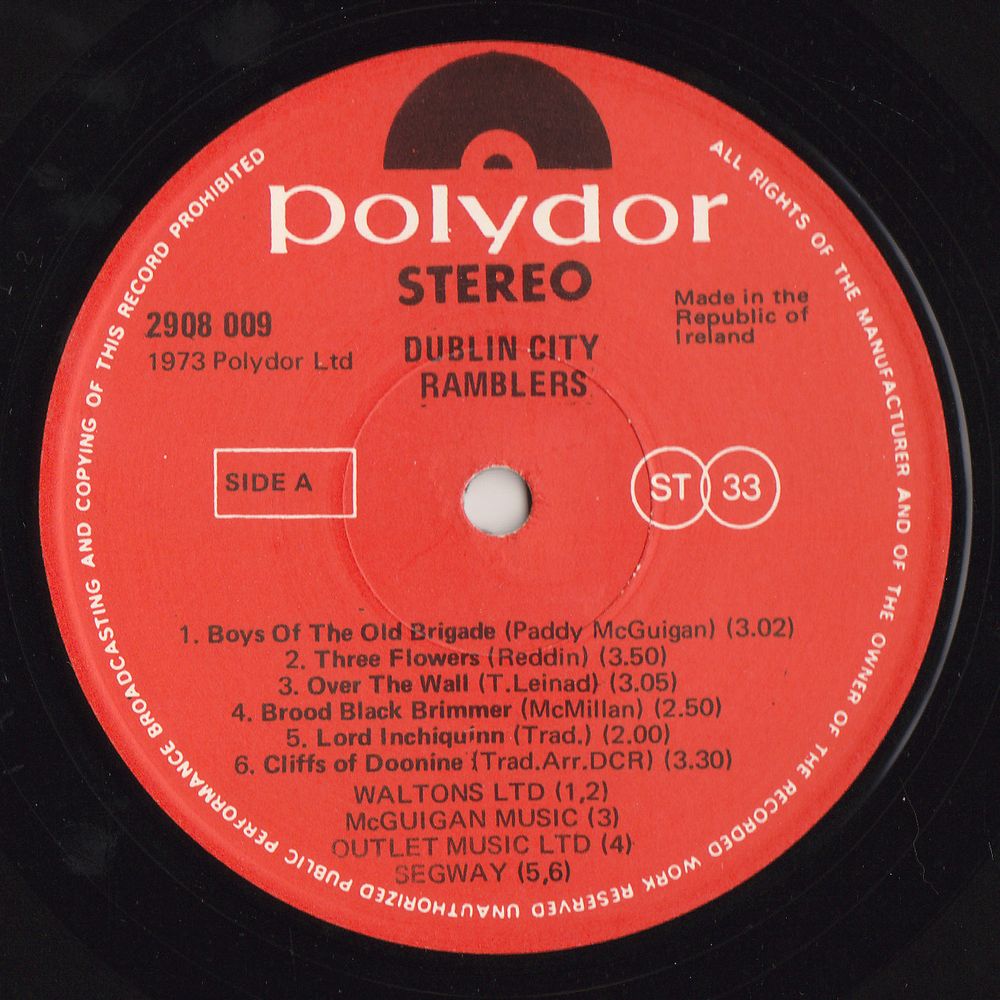 polydor
STEREO
2908 009
1973 Polydor Ltd
DUBLIN CITY
RAMBLERS
Made in the
Republic of
Ireland
SIDE A
ST 33
1. Boys Of The Old Brigade (Paddy McGuigan) (3.02)
2. Three Flowers (Reddin) (3.50)
3. Over The Wall (T.Leinad) (3.05)
4. Brood Black Brimmer (McMillan) (2.50)
5. Lord Inchiquinn (Trad.) (2.00)
6. Cliffs of Doonine (Trad.Arr.DCR) (3.30)
WALTONS LTD (1,2)
McGUIGAN MUSIC (3)
OUTLET MUSIC LTD (4)
SEGWAY (5,6)
ALL RIGHTS OF THE MANUFACTURER AND OF THE OWNER OF THE RECORDED WORK RESERVED UNAUTHORIZED PUBLIC PERFORMANCE BROADCASTING AND COPYING OF THIS RECORD PROHIBITED